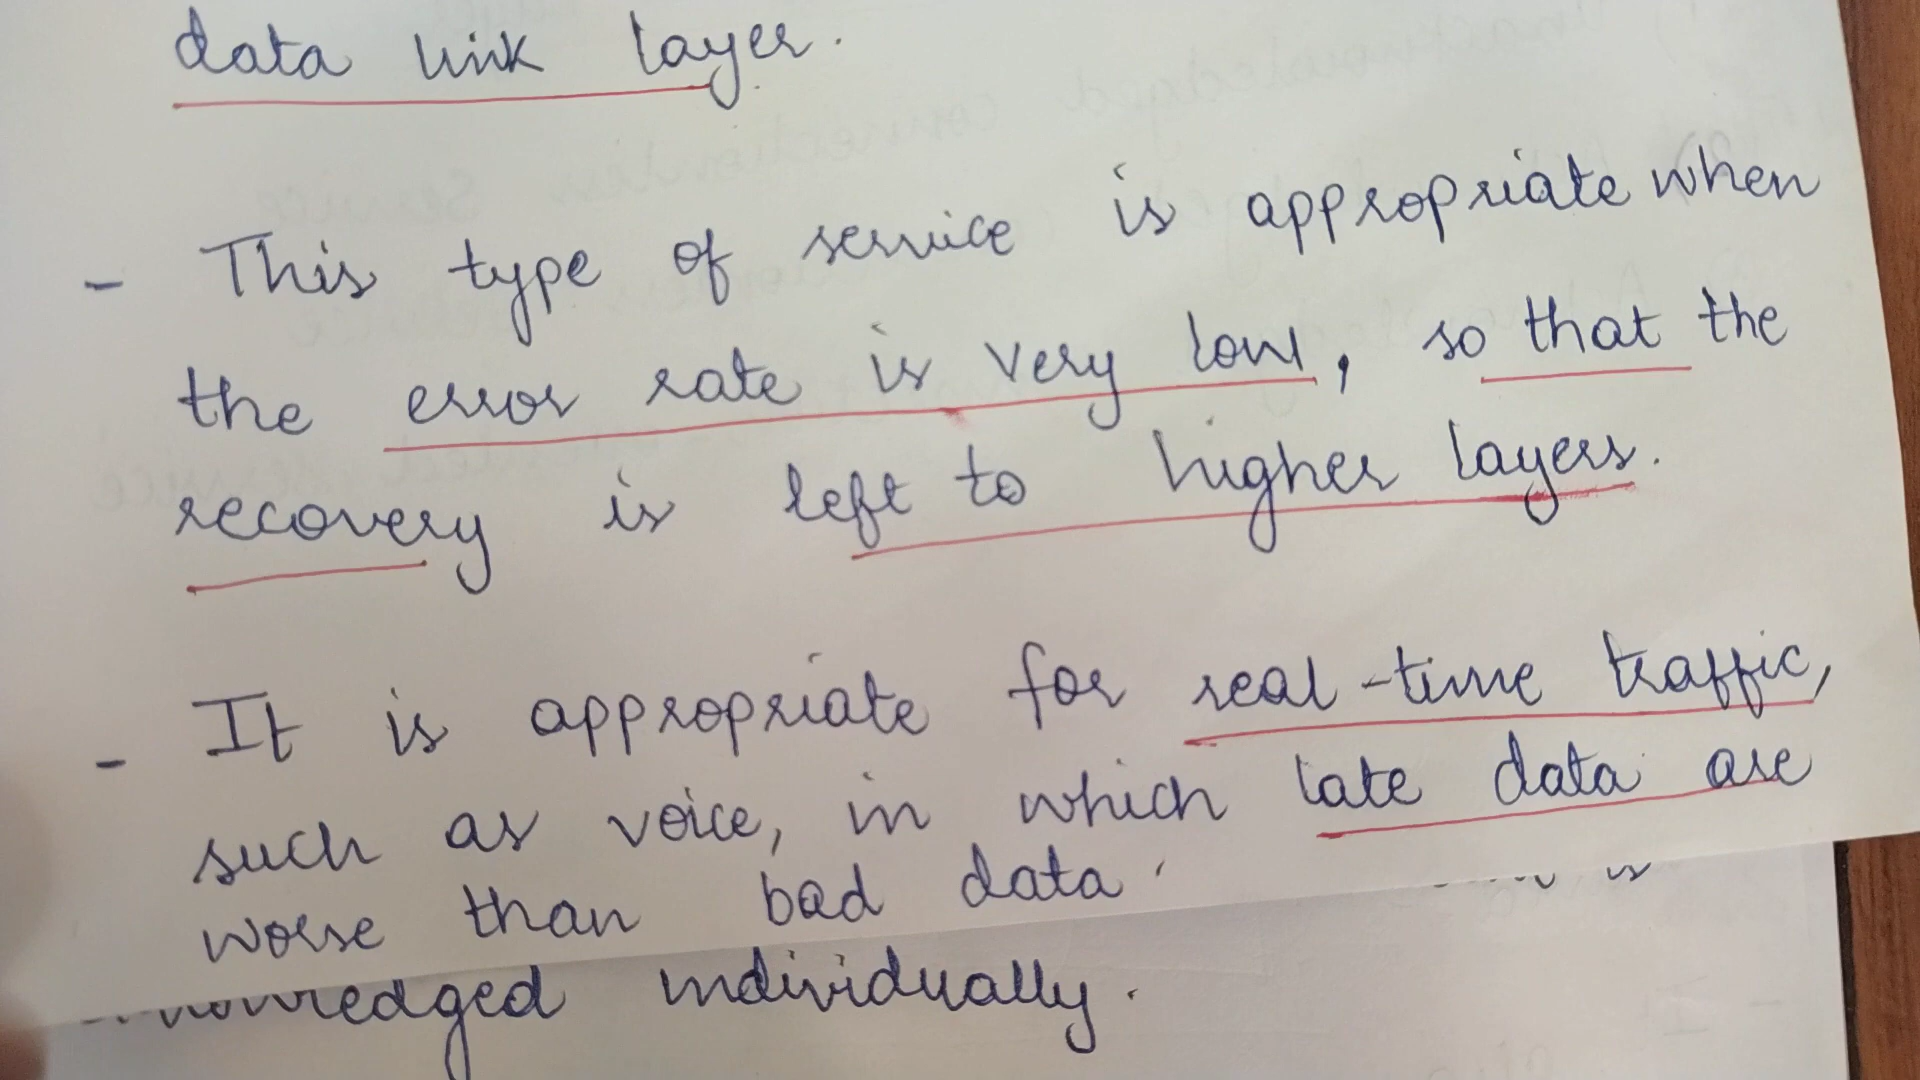 data link layer.
- This type of service is appropriate when
the error rate is very low, so that the
recovery is left to higher layers.
- It is appropriate for real-time traffic,
such as voice, in which late data are
worse than bad data.
individually.